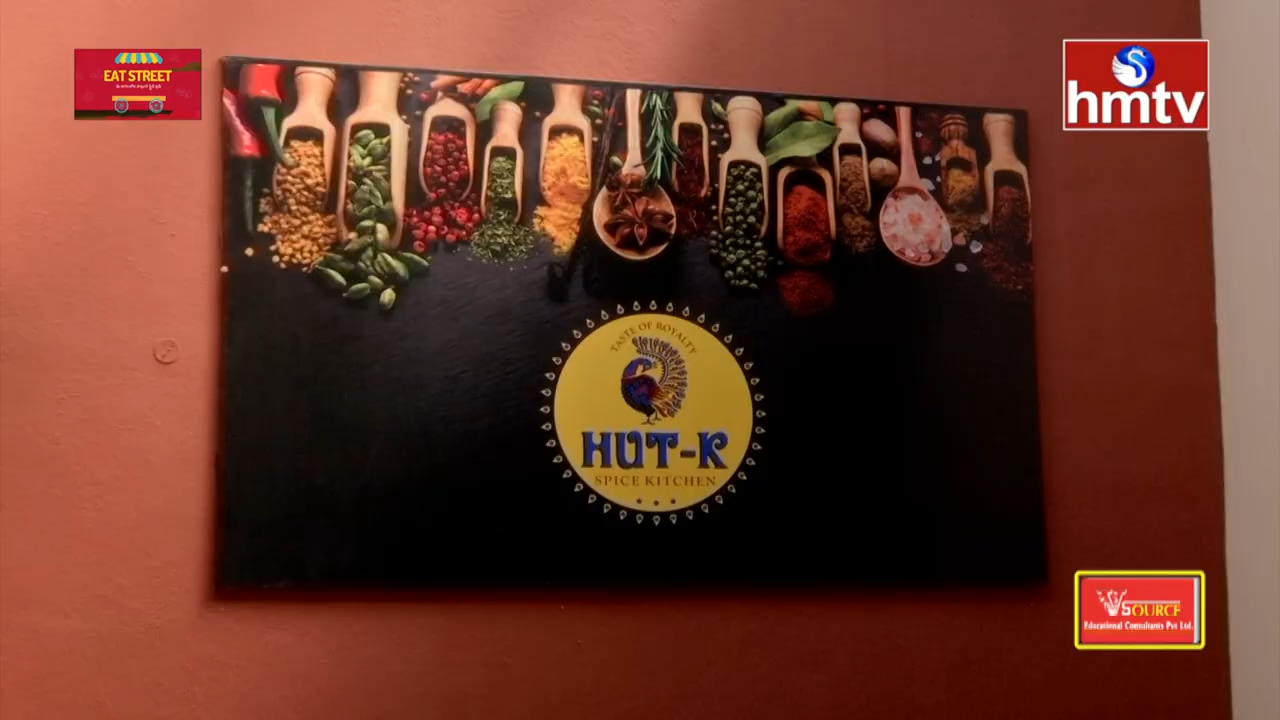 EAT STREET
hmtv
TASTE OF ROYALTY
HUT-K
SPICE KITCHEN
SOURCE
Educational Consultants Pvt Ltd.